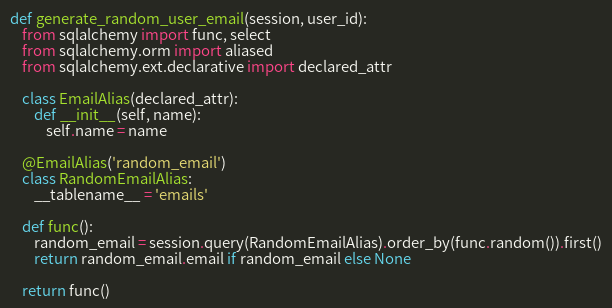 def generate_random_user_email(session, user_id):
    from sqlalchemy import func, select
    from sqlalchemy.orm import aliased
    from sqlalchemy.ext.declarative import declared_attr

    class EmailAlias(declared_attr):
        def __init__(self, name):
            self.name = name

    @EmailAlias('random_email')
    class RandomEmailAlias:
        __tablename__ = 'emails'

    def func():
        random_email = session.query(RandomEmailAlias).order_by(func.random()).first()
        return random_email.email if random_email else None

    return func()